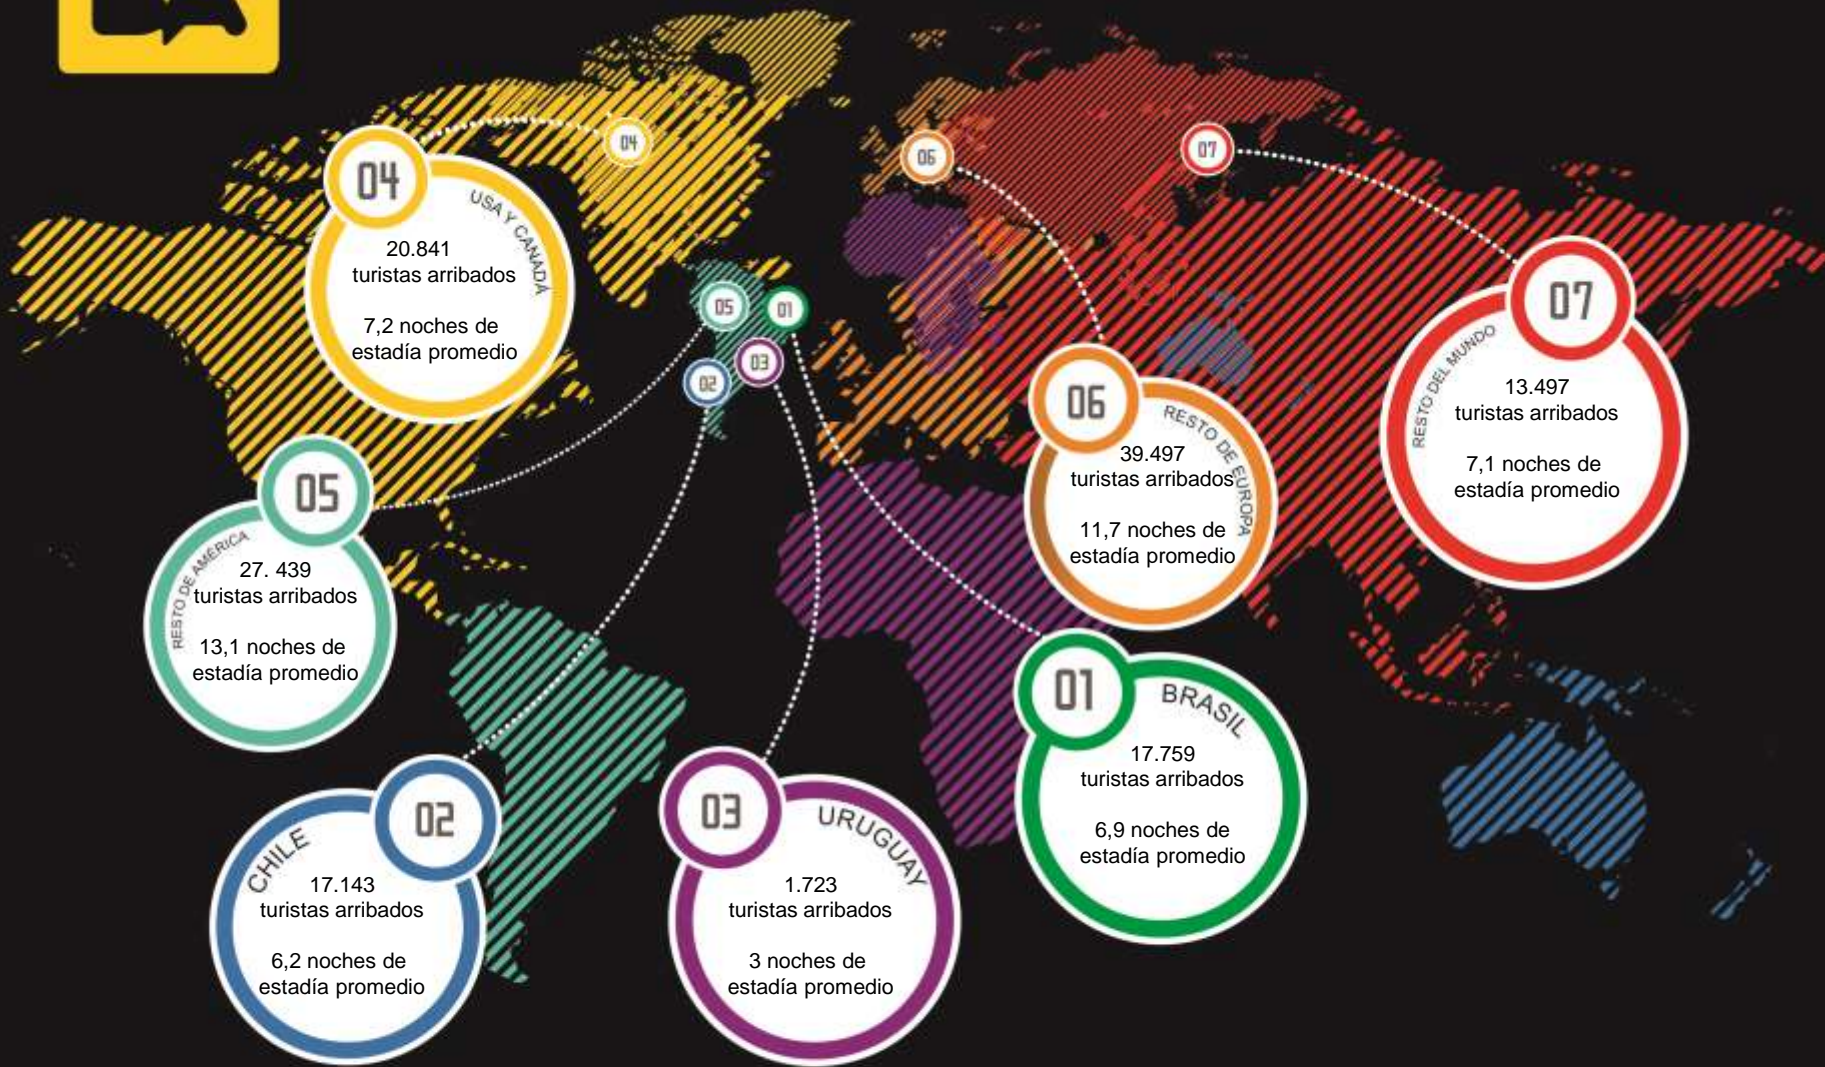 04
USA Y CANADÁ
20.841
turistas arribados
7,2 noches de
estadía promedio
04
06
07
05
01
03
02
07
RESTO DEL MUNDO
13.497
turistas arribados
7,1 noches de
estadía promedio
06
RESTO DE EUROPA
39.497
turistas arribados
11,7 noches de
estadía promedio
05
RESTO DE AMÉRICA
27. 439
turistas arribados
13,1 noches de
estadía promedio
01
BRASIL
17.759
turistas arribados
6,9 noches de
estadía promedio
02
CHILE
17.143
turistas arribados
6,2 noches de
estadía promedio
03
URUGUAY
1.723
turistas arribados
3 noches de
estadía promedio